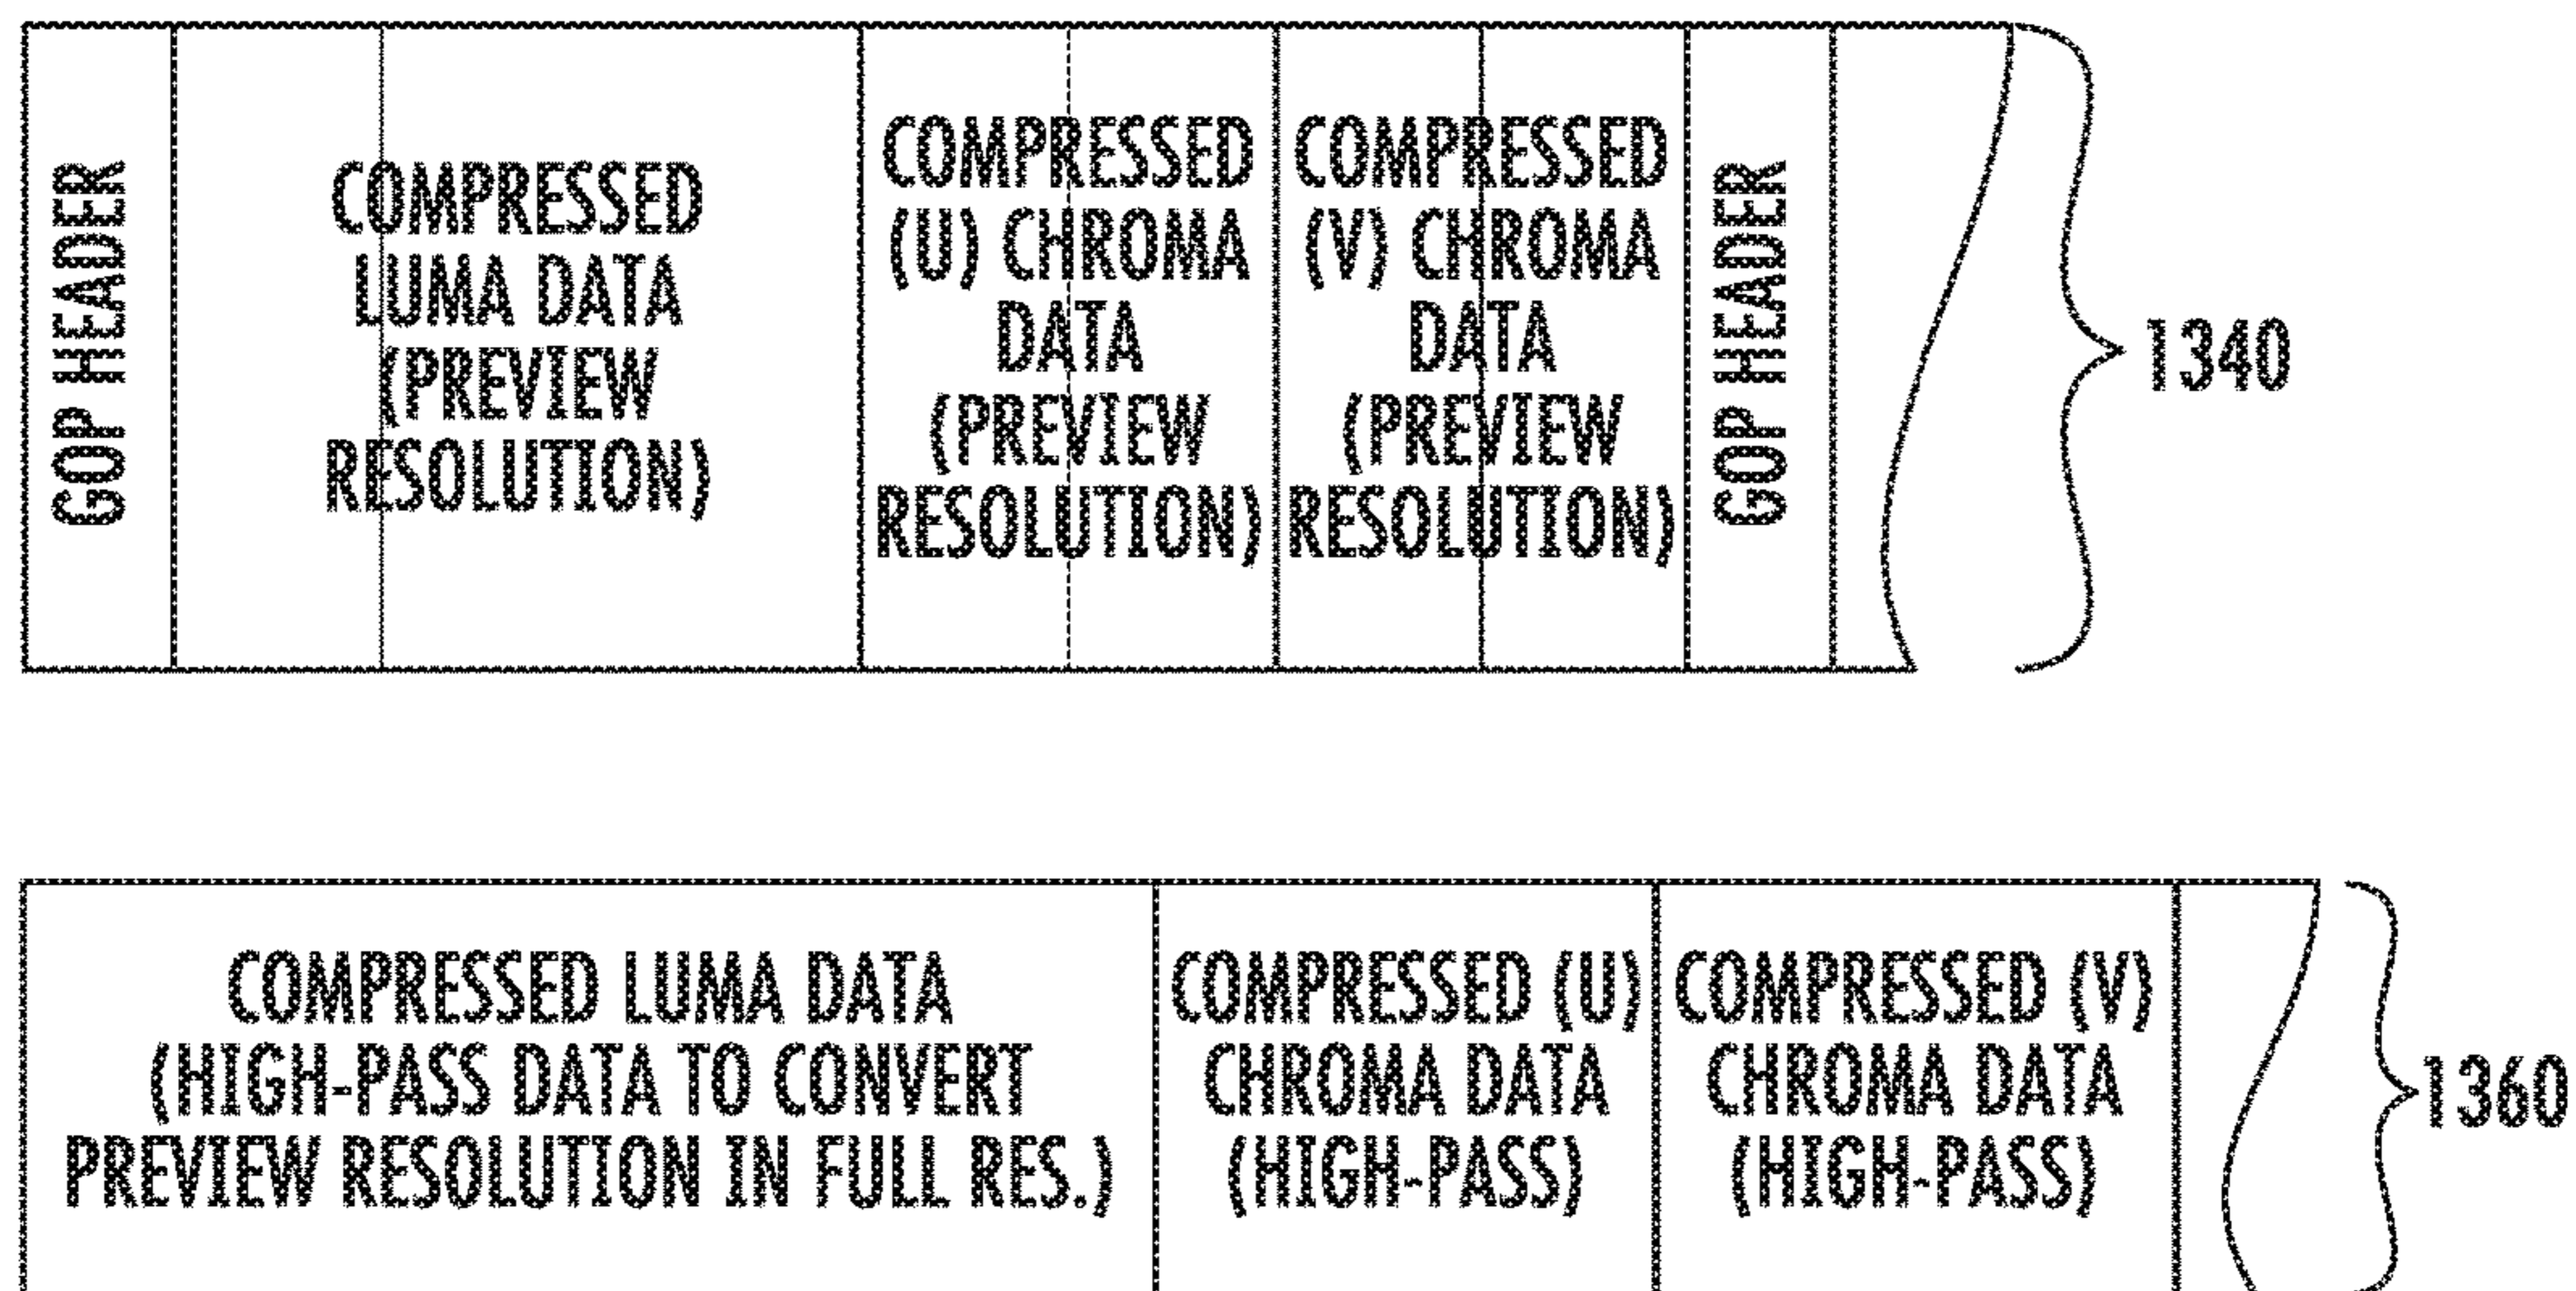 GOP HEADER
COMPRESSED
LUMA DATA
(PREVIEW
RESOLUTION)
COMPRESSED
(U) CHROMA
DATA
(PREVIEW
RESOLUTION)
COMPRESSED
(V) CHROMA
DATA
(PREVIEW
RESOLUTION)
GOP HEADER
1340
COMPRESSED LUMA DATA
(HIGH-PASS DATA TO CONVERT
PREVIEW RESOLUTION IN FULL RES.)
COMPRESSED (U)
CHROMA DATA
(HIGH-PASS)
COMPRESSED (V)
CHROMA DATA
(HIGH-PASS)
1360